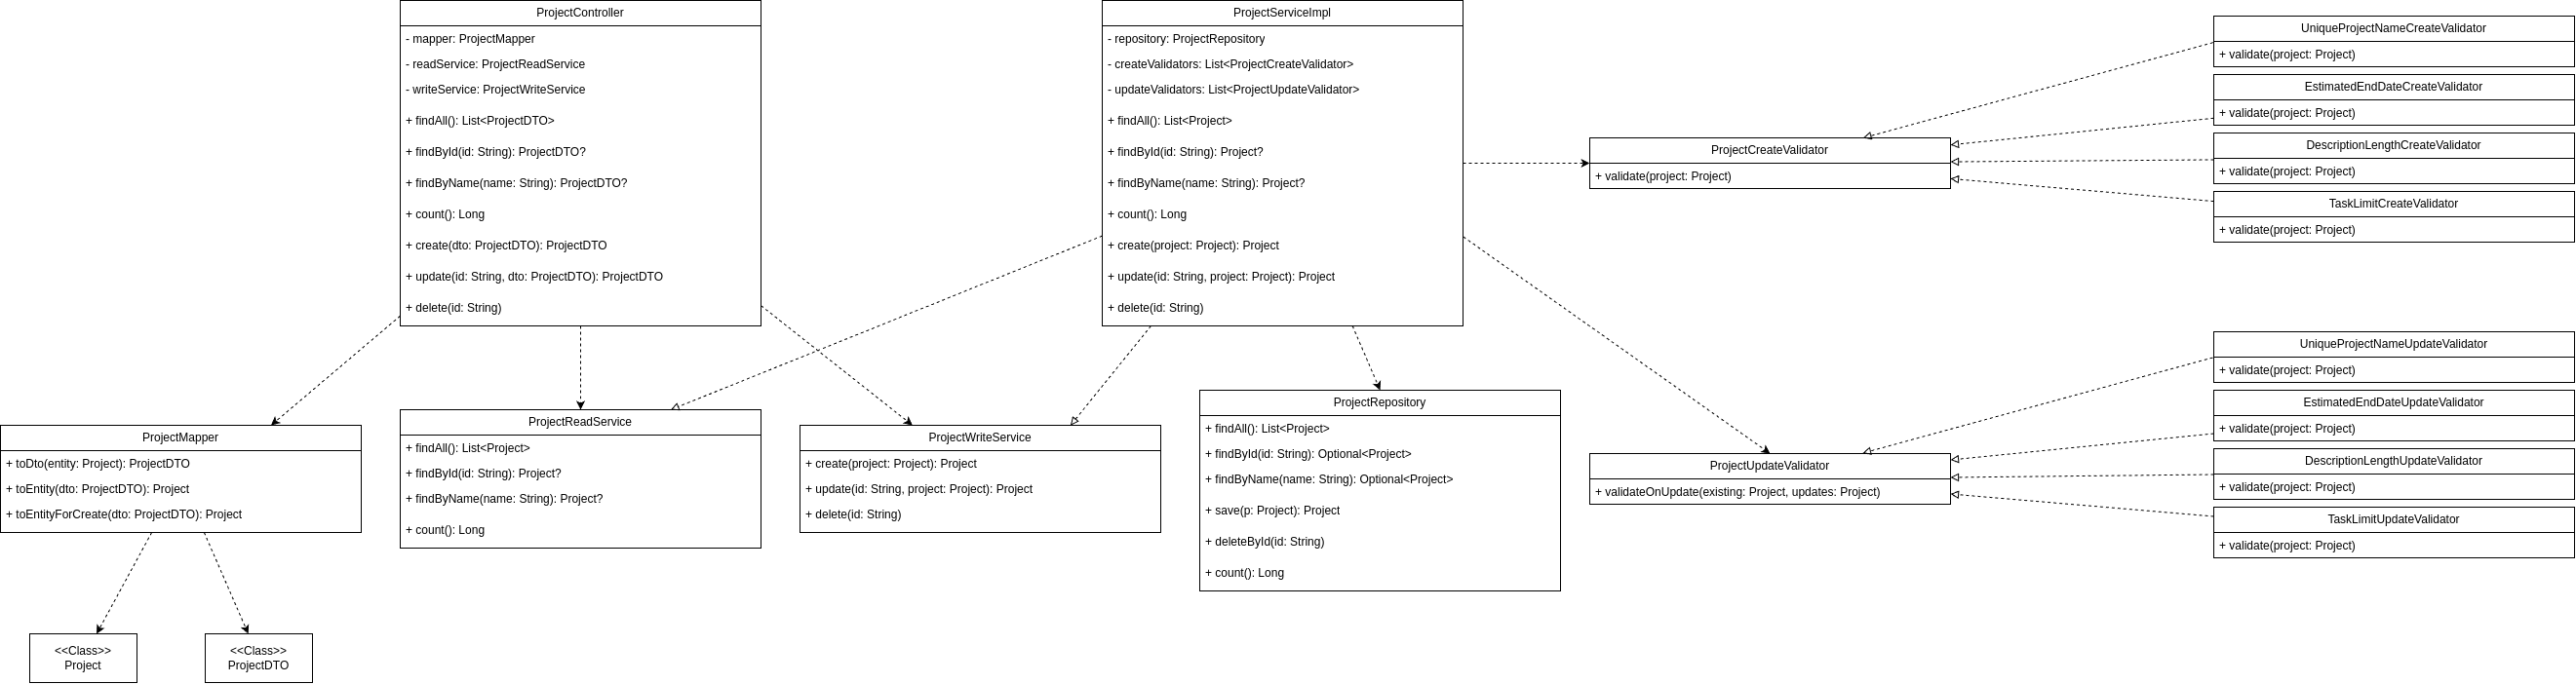 ProjectController
- mapper: ProjectMapper
- readService: ProjectReadService
- writeService: ProjectWriteService
+ findAll(): List<ProjectDTO>
+ findById(id: String): ProjectDTO?
+ findByName(name: String): ProjectDTO?
+ count(): Long
+ create(dto: ProjectDTO): ProjectDTO
+ update(id: String, dto: ProjectDTO): ProjectDTO
+ delete(id: String)
ProjectServiceImpl
- repository: ProjectRepository
- createValidators: List<ProjectCreateValidator>
- updateValidators: List<ProjectUpdateValidator>
+ findAll(): List<Project>
+ findById(id: String): Project?
+ findByName(name: String): Project?
+ count(): Long
+ create(project: Project): Project
+ update(id: String, project: Project): Project
+ delete(id: String)
UniqueProjectNameCreateValidator
+ validate(project: Project)
EstimatedEndDateCreateValidator
+ validate(project: Project)
DescriptionLengthCreateValidator
+ validate(project: Project)
TaskLimitCreateValidator
+ validate(project: Project)
ProjectCreateValidator
+ validate(project: Project)
ProjectMapper
+ toDto(entity: Project): ProjectDTO
+ toEntity(dto: ProjectDTO): Project
+ toEntityForCreate(dto: ProjectDTO): Project
ProjectReadService
+ findAll(): List<Project>
+ findById(id: String): Project?
+ findByName(name: String): Project?
+ count(): Long
ProjectWriteService
+ create(project: Project): Project
+ update(id: String, project: Project): Project
+ delete(id: String)
ProjectRepository
+ findAll(): List<Project>
+ findById(id: String): Optional<Project>
+ findByName(name: String): Optional<Project>
+ save(p: Project): Project
+ deleteById(id: String)
+ count(): Long
ProjectUpdateValidator
+ validateOnUpdate(existing: Project, updates: Project)
UniqueProjectNameUpdateValidator
+ validate(project: Project)
EstimatedEndDateUpdateValidator
+ validate(project: Project)
DescriptionLengthUpdateValidator
+ validate(project: Project)
TaskLimitUpdateValidator
+ validate(project: Project)
<<Class>>
Project
<<Class>>
ProjectDTO